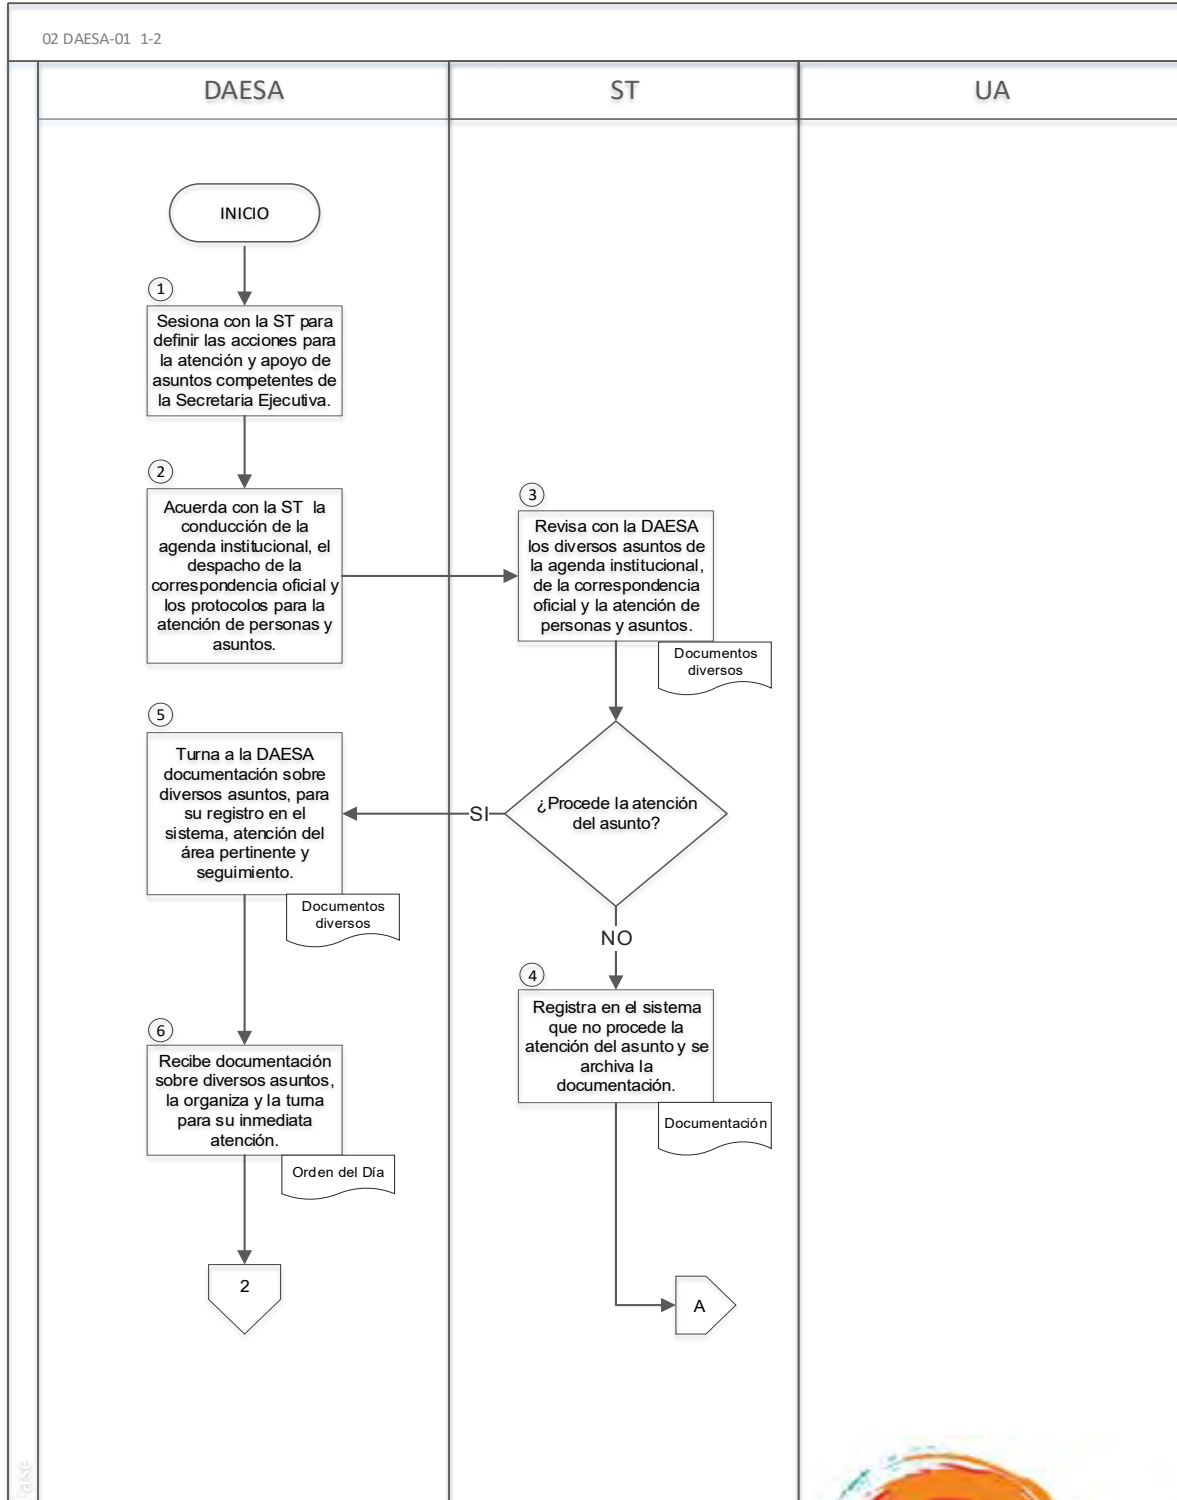 02 DAESA-01 1-2
DAESA
ST
UA
INICIO
1
Sesiona con la ST para
definir las acciones para
la atención y apoyo de
asuntos competentes de
la Secretaria Ejecutiva.
2
Acuerda con la ST la
conducción de la
agenda institucional, el
despacho de la
correspondencia oficial y
los protocolos para la
atención de personas y
asuntos.
3
Revisa con la DAESA
los diversos asuntos de
la agenda institucional,
de la correspondencia
oficial y la atención de
personas y asuntos.
Documentos
diversos
¿Procede la atención
del asunto?
SI
NO
5
Turna a la DAESA
documentación sobre
diversos asuntos, para
su registro en el
sistema, atención del
área pertinente y
seguimiento.
Documentos
diversos
4
Registra en el sistema
que no procede la
atención del asunto y se
archiva la
documentación.
Documentación
6
Recibe documentación
sobre diversos asuntos,
la organiza y la turna
para su inmediata
atención.
Orden del Día
2
A